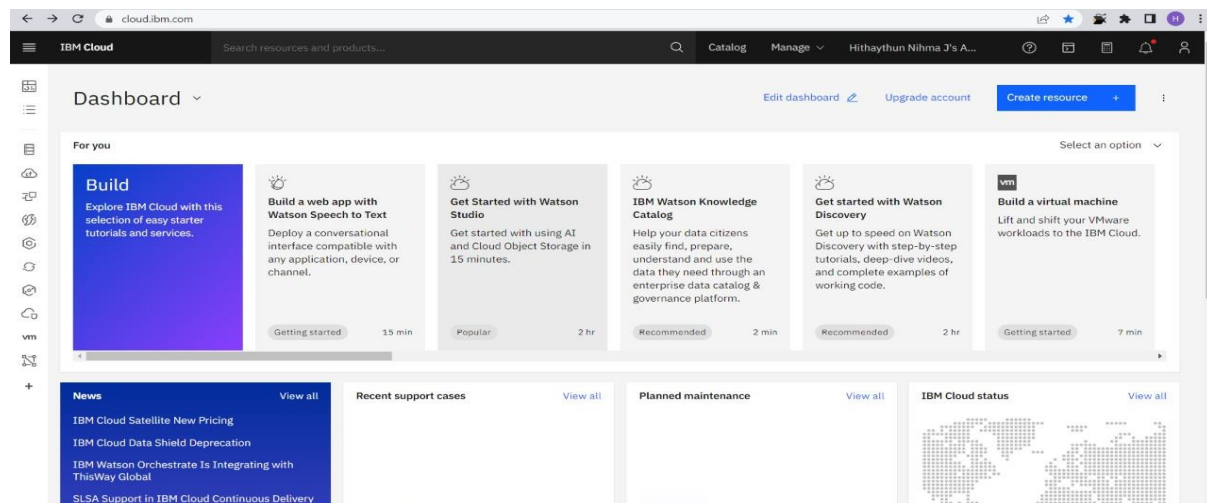 cloud.ibm.com
H
IBM Cloud
Search resources and products...
Catalog
Manage
Hithaythun Nihma J's A...
Dashboard
Edit dashboard
Upgrade account
Create resource +
For you
Select an option
Build
Explore IBM Cloud with this
selection of easy starter
tutorials and services.
Build a web app with
Watson Speech to Text
Deploy a conversational
interface compatible with
any application, device, or
channel.
Getting started
15 min
Get Started with Watson
Studio
Get started with using AI
and Cloud Object Storage in
15 minutes.
Popular
2 hr
IBM Watson Knowledge
Catalog
Help your data citizens
easily find, prepare,
understand and use the
data they need through an
enterprise data catalog &
governance platform.
Recommended
2 min
Get started with Watson
Discovery
Get up to speed on Watson
Discovery with step-by-step
tutorials, deep-dive videos,
and complete examples of
working code.
Recommended
2 hr
vm
Build a virtual machine
Lift and shift your VMware
workloads to the IBM Cloud.
Getting started
7 min
vm
News
View all
IBM Cloud Satellite New Pricing
IBM Cloud Data Shield Deprecation
IBM Watson Orchestrate Is Integrating with
ThisWay Global
SLSA Support in IBM Cloud Continuous Delivery
Recent support cases
View all
Planned maintenance
View all
IBM Cloud status
View all